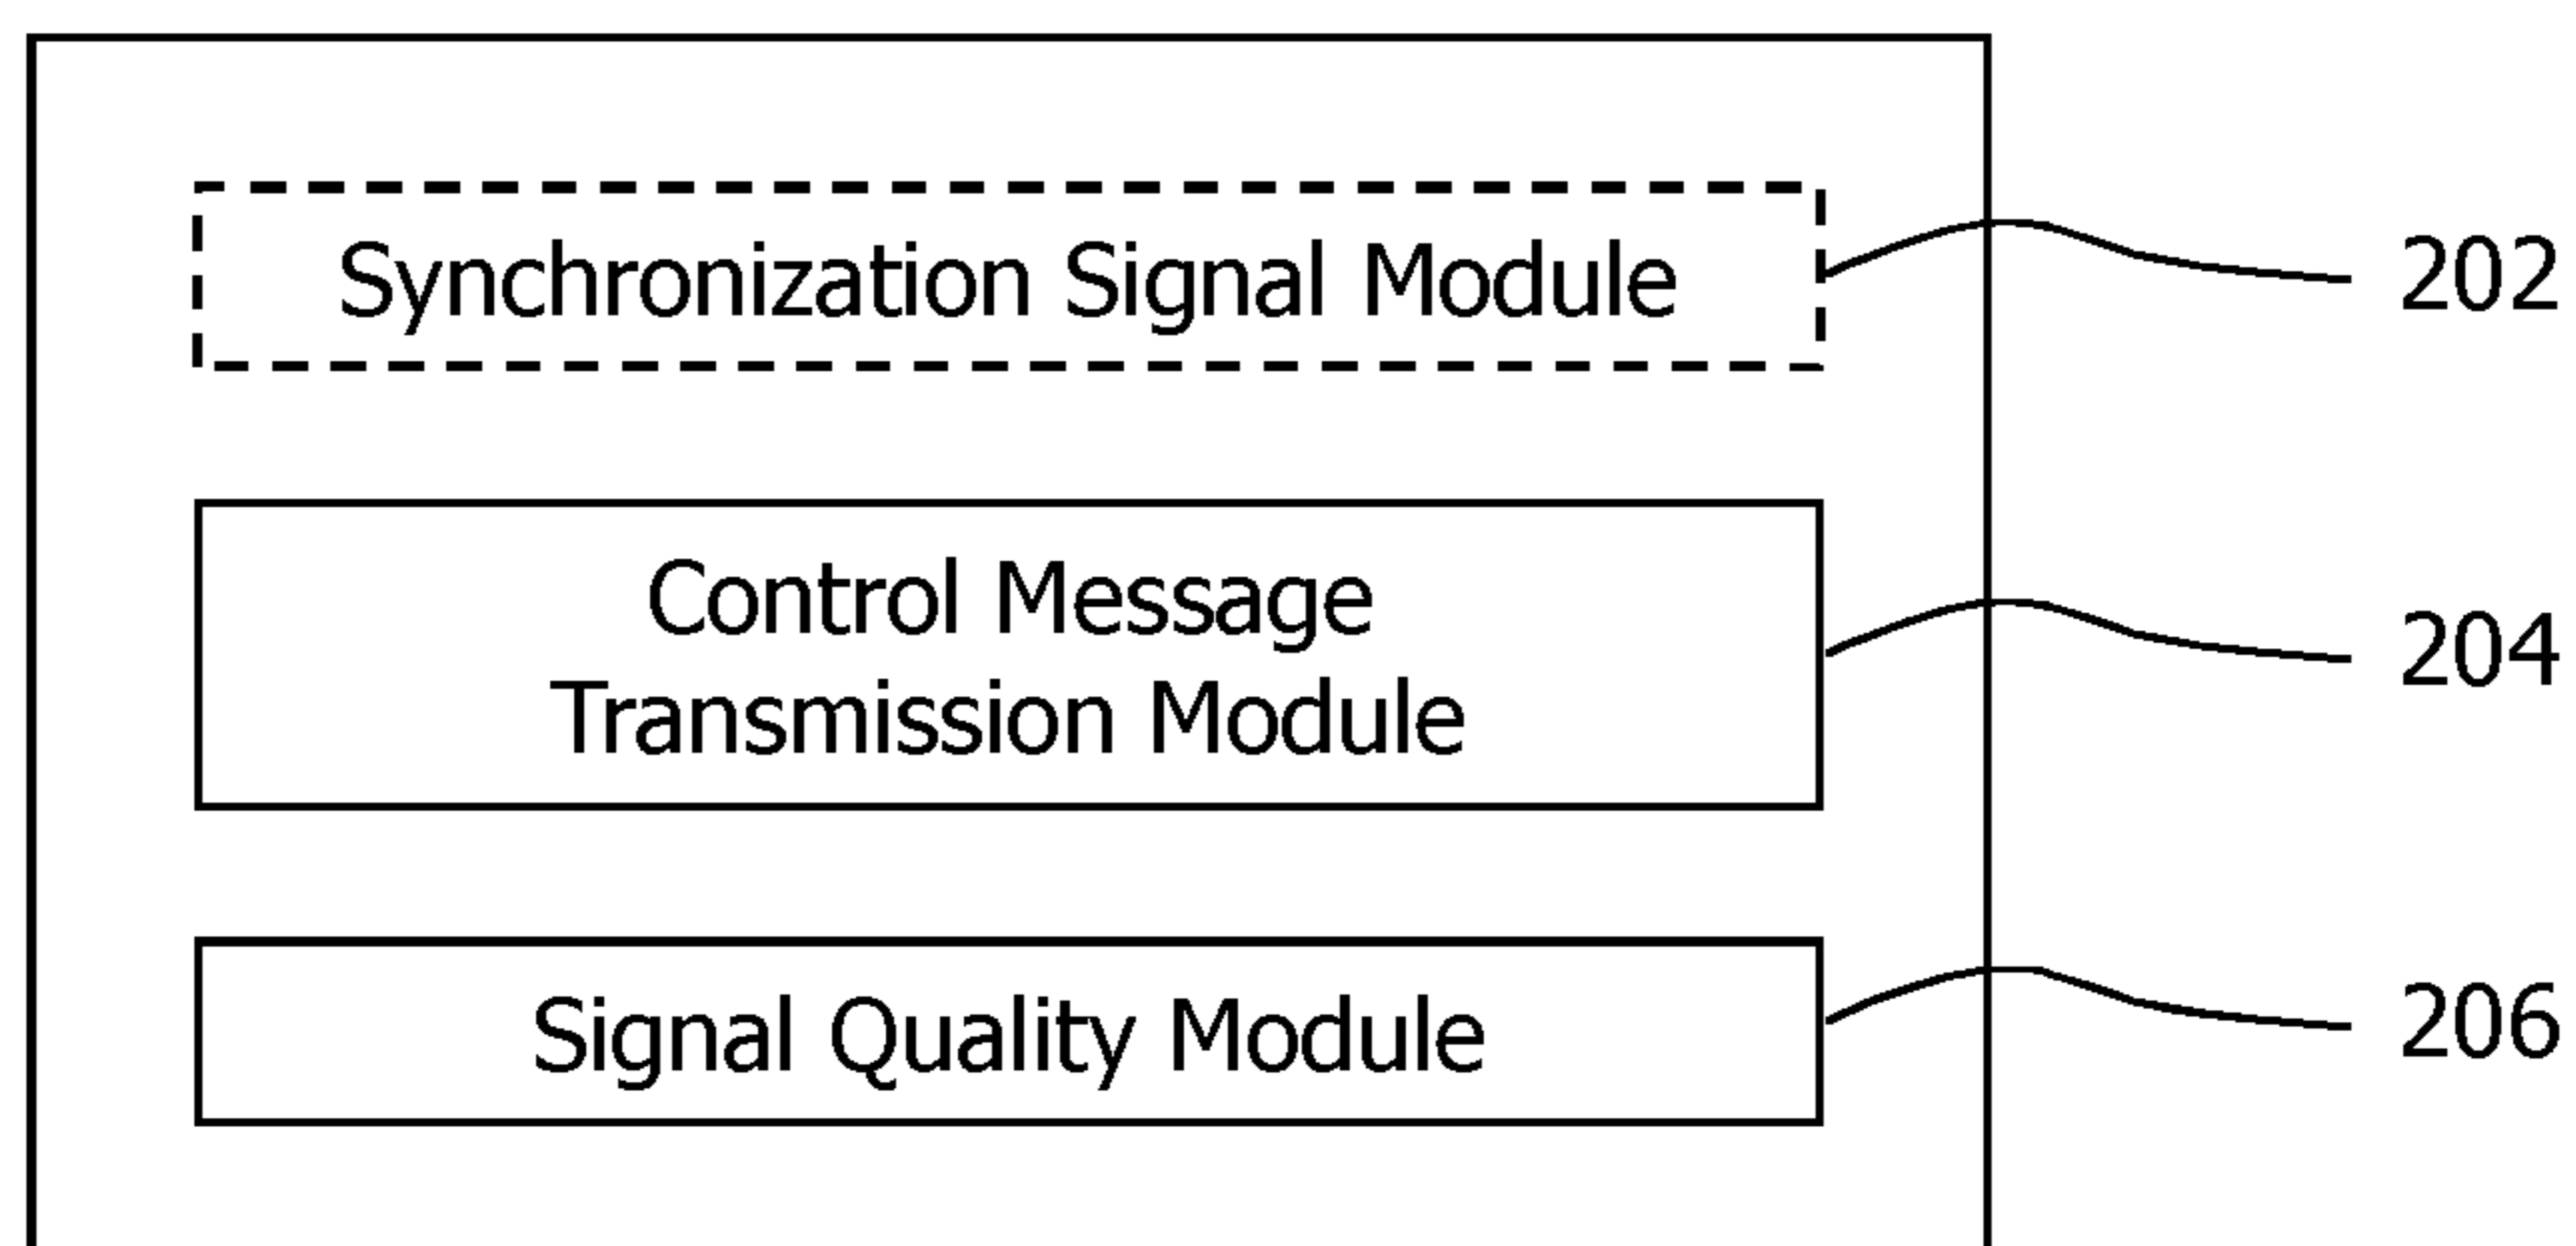 Synchronization Signal Module
202
Control Message
Transmission Module
204
Signal Quality Module
206